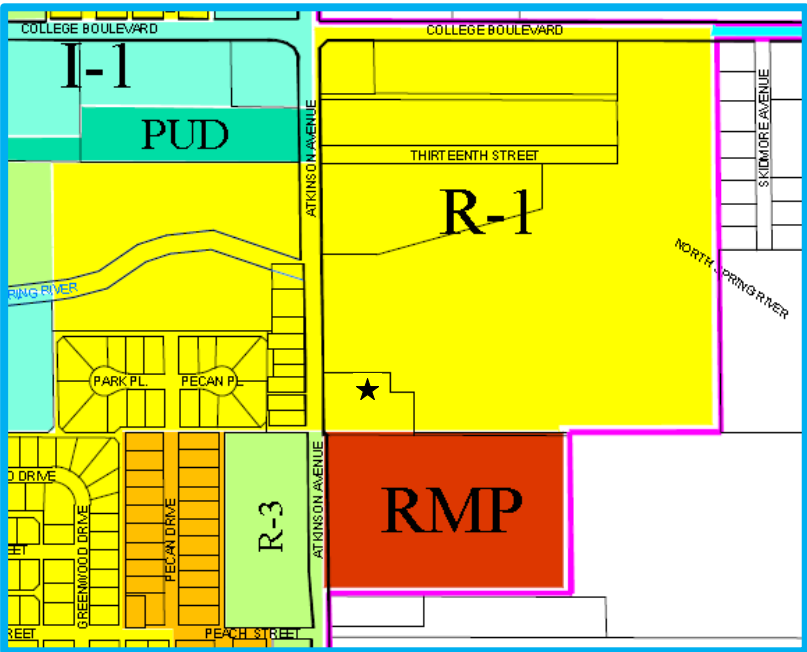 COLLEGE BOULEVARD
COLLEGE BOULEVARD
I-1
PUD
ATKINSON AVENUE
THIRTEENTH STREET
SKIDMORE AVENUE
R-1
NORTH SPRING RIVER
RING RIVER
PARK PL.
PECAN PL
D DRIVE
GREENWOOD DRIVE
PECAN DRIVE
R-3
ATKINSON AVENUE
RMP
EET
REET
PEACH STREET